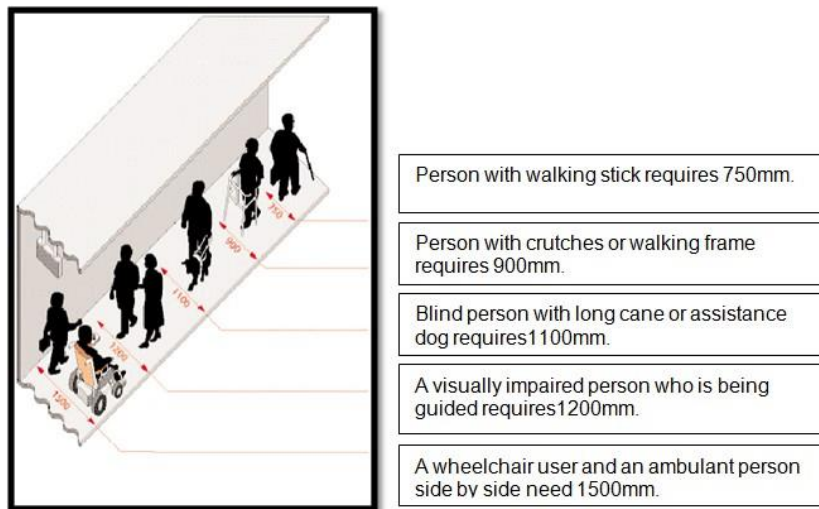 750
900
1100
1200
1500
Person with walking stick requires 750mm.
Person with crutches or walking frame
requires 900mm.
Blind person with long cane or assistance
dog requires1100mm.
A visually impaired person who is being
guided requires1200mm.
A wheelchair user and an ambulant person
side by side need 1500mm.